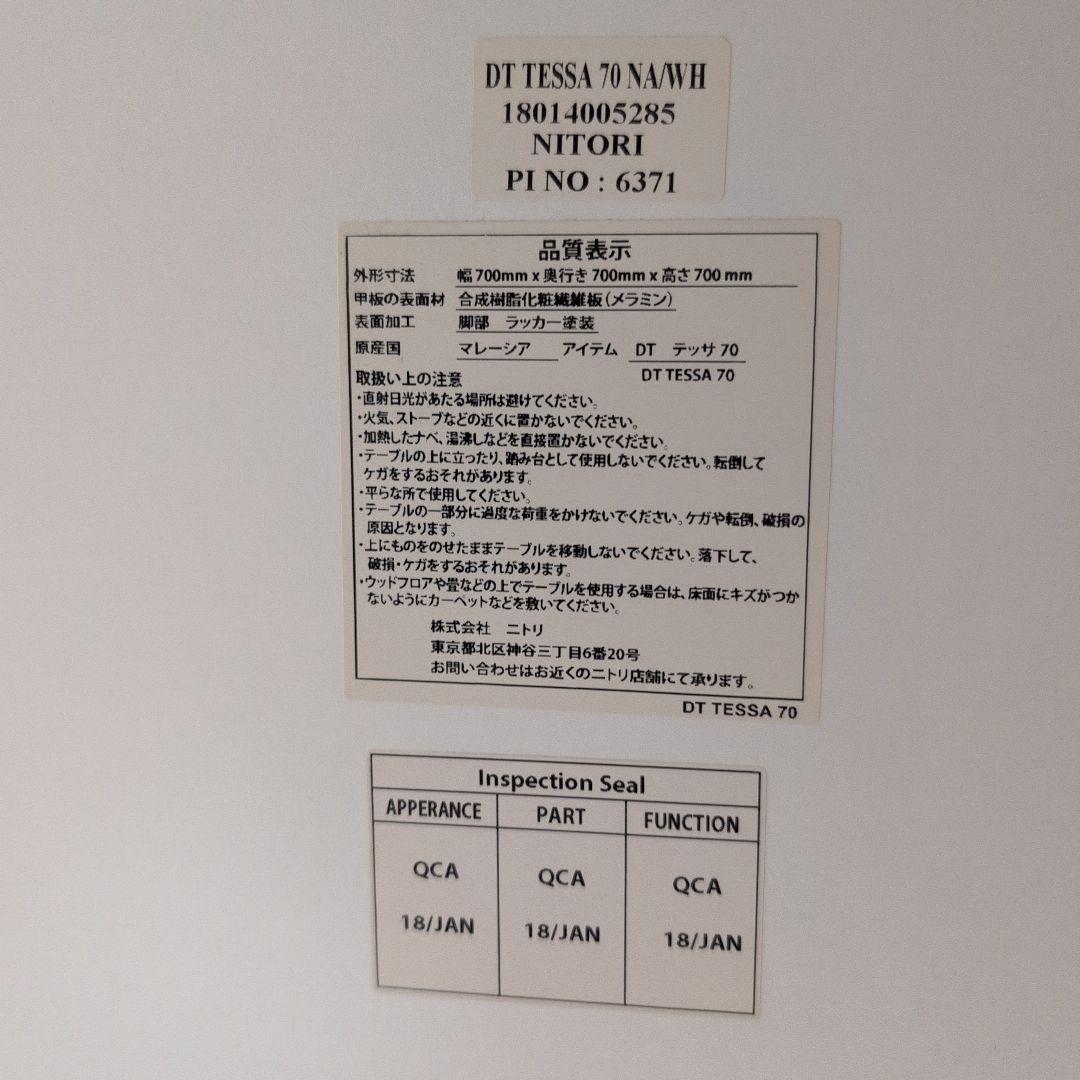 DT TESSA 70 NA/WH
18014005285
NITORI
PI NO : 6371
品質表示
外形寸法 幅700mm x 奥行き 700mm x 高さ 700 mm
甲板の表面材 合成樹脂化粧繊維板(メラミン)
表面加工 脚部 ラッカー塗装
原産国 マレーシア アイテム DT テッサ 70
DT TESSA 70
取扱い上の注意
・直射日光があたる場所は避けてください。
・火気、ストーブなどの近くに置かないでください。
・加熱したナベ、湯沸しなどを直接置かないでください。
・テーブルの上に立ったり、踏み台として使用しないでください。転倒して
ケガをするおそれがあります。
・平らな所で使用してください。
・テーブルの一部分に過度な荷重をかけないでください。ケガや転倒、破損の
原因となります。
・上にものをのせたままテーブルを移動しないでください。落下して、
破損・ケガをするおそれがあります。
・ウッドフロアや畳などの上でテーブルを使用する場合は、床面にキズがつか
ないようにカーペットなどを敷いてください。
株式会社 ニトリ
東京都北区神谷三丁目6番20号
お問い合わせはお近くのニトリ店舗にて承ります。
DT TESSA 70
Inspection Seal
APPERANCE PART FUNCTION
QCA QCA QCA
18/JAN 18/JAN 18/JAN